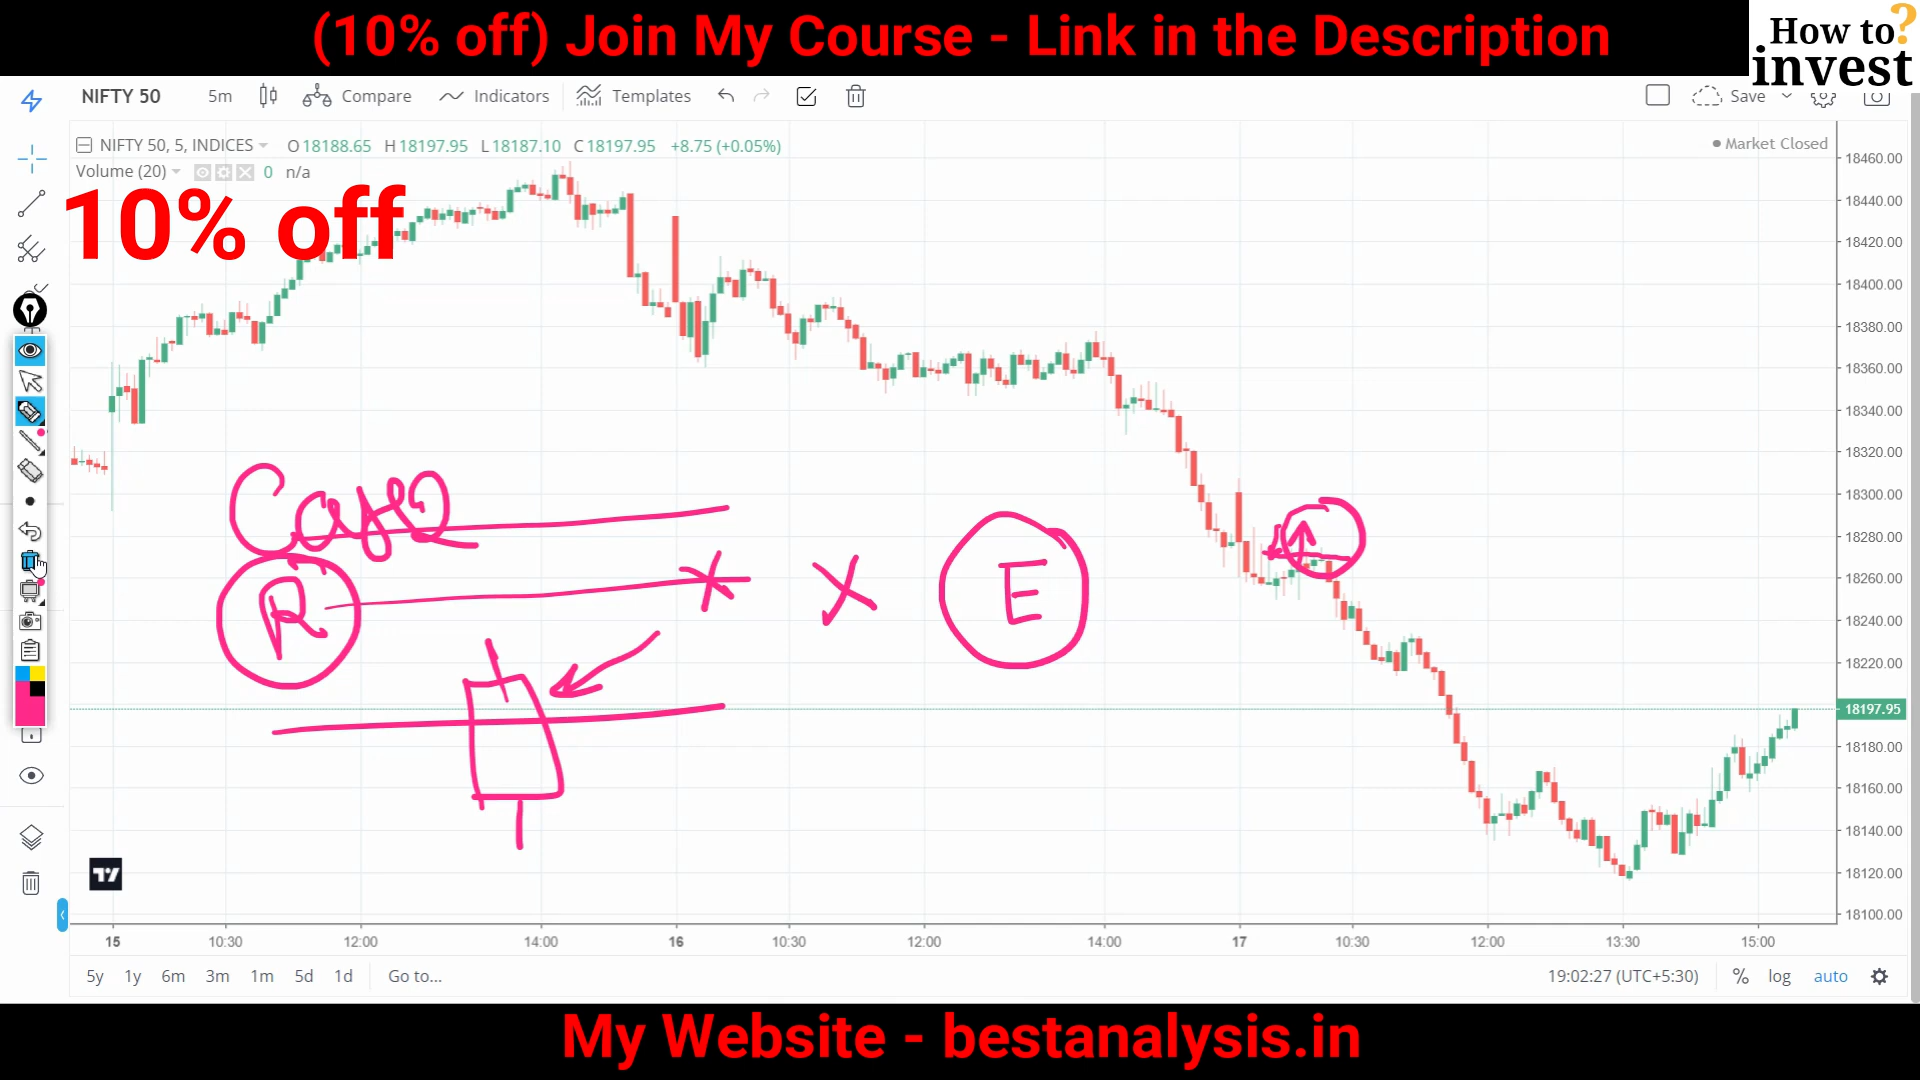 (10% off) Join My Course - Link in the Description
How to?
invest
NIFTY 50 5m Compare Indicators Templates Save
NIFTY 50, 5, INDICES O18188.65 H18197.95 L18187.10 C18197.95 +8.75 (+0.05%)
Market Closed
Volume (20) 0 n/a
10% off
18460.00
18440.00
18420.00
18400.00
18380.00
18360.00
18340.00
18320.00
18300.00
18280.00
18260.00
18240.00
18220.00
18197.95
18180.00
18160.00
18140.00
18120.00
18100.00
R
E
15 10:30 12:00 14:00 16 10:30 12:00 14:00 17 10:30 12:00 13:30 15:00
5y 1y 6m 3m 1m 5d 1d Go to... 19:02:27 (UTC+5:30) % log auto
My Website - bestanalysis.in